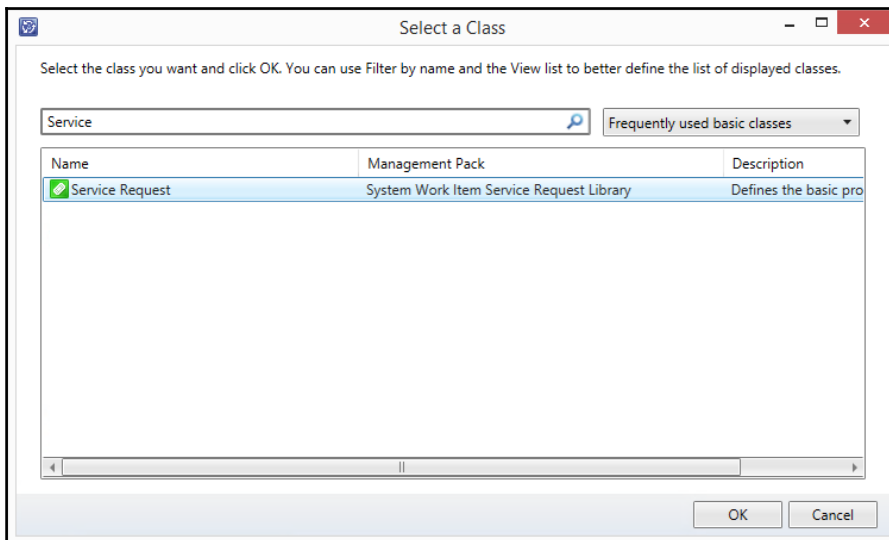 Select a Class
Select the class you want and click OK. You can use Filter by name and the View list to better define the list of displayed classes.
Service
Frequently used basic classes
Name Management Pack Description
Service Request System Work Item Service Request Library Defines the basic pro
OK Cancel